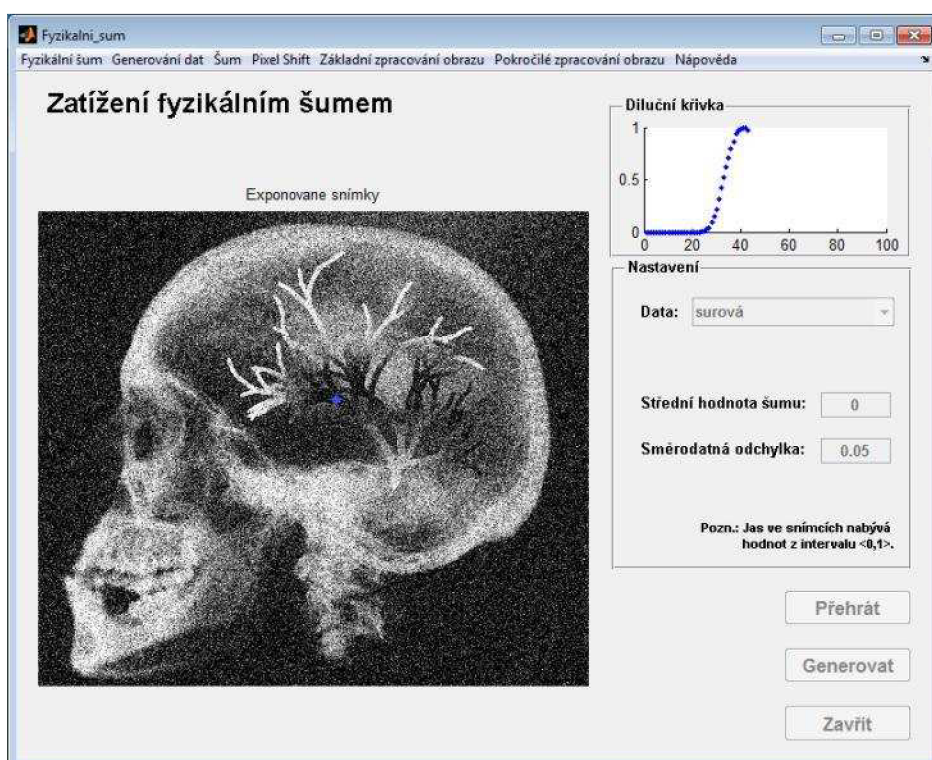 Fyzikalni_sum
Fyzikální šum Generování dat Šum Pixel Shift Základní zpracování obrazu Pokročilé zpracování obrazu Nápověda
Zatížení fyzikálním šumem
Exponovane snímky
Diluční křivka
1
0.5
0
0 20 40 60 80 100
Nastavení
Data: surová
Střední hodnota šumu: 0
Směrodatná odchylka: 0.05
Pozn.: Jas ve snímcích nabývá
hodnot z intervalu <0,1>.
Přehrát
Generovat
Zavřít